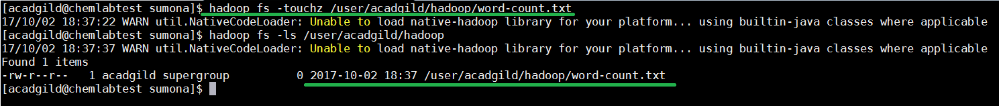 [acadgild@chemlabtest sumona]$ hadoop fs -touchz /user/acadgild/hadoop/word-count.txt
17/10/02 18:37:22 WARN util.NativeCodeLoader: Unable to load native-hadoop library for your platform... using builtin-java classes where applicable
[acadgild@chemlabtest sumona]$ hadoop fs -ls /user/acadgild/hadoop
17/10/02 18:37:37 WARN util.NativeCodeLoader: Unable to load native-hadoop library for your platform... using builtin-java classes where applicable
Found 1 items
-rw-r--r--   1 acadgild supergroup          0 2017-10-02 18:37 /user/acadgild/hadoop/word-count.txt
[acadgild@chemlabtest sumona]$